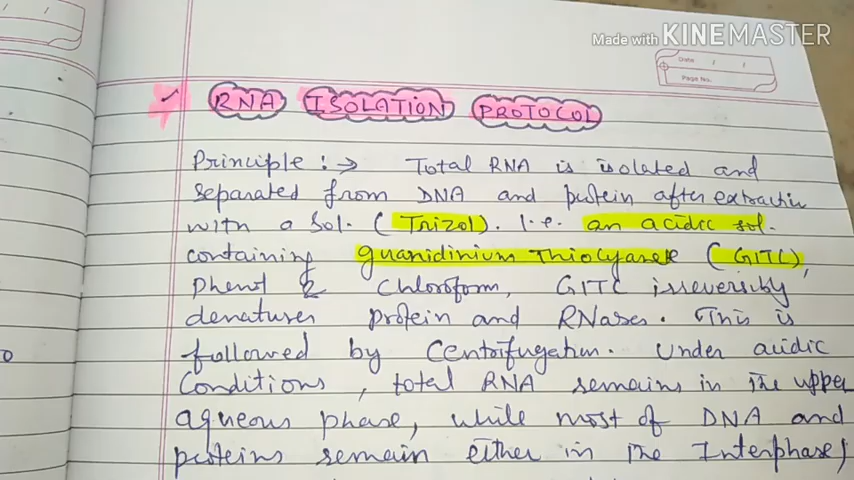 Made with KINEMASTER
Date / /
Page No.
RNA ISOLATION PROTOCOL
Principle :→ Total RNA is isolated and
separated from DNA and protein after extraction
with a sol. (Trizol). i.e. an acidic sol.
containing guanidinium Thiocyanate (GITC),
Phenol & Chloroform, GITC irreversibly
denatures protein and RNases. This is
followed by Centrifugation. Under acidic
Conditions, total RNA remains in The upper
aqueous phase, while most of DNA and
proteins remain either in The Interphase,